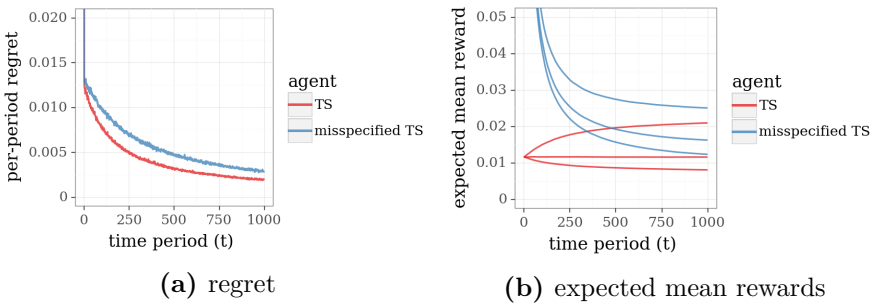 0.020
0.015
0.010
0.005
0
per-period regret
0
250
500
750
1000
time period (t)
agent
TS
misspecified TS
(a) regret
0.05
0.04
0.03
0.02
0.01
0
expected mean reward
0
250
500
750
1000
time period (t)
agent
TS
misspecified TS
(b) expected mean rewards